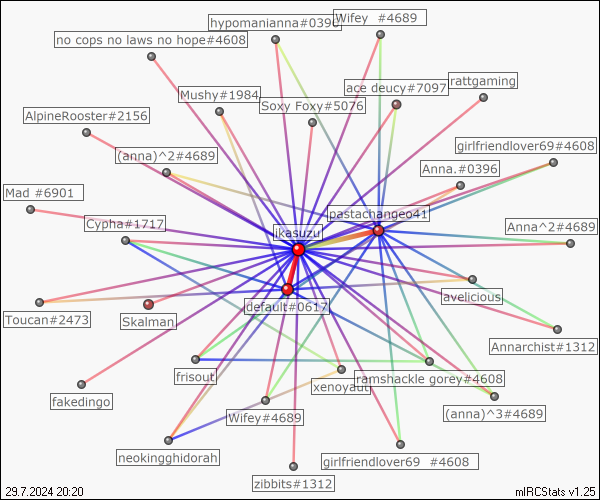 hypomanianna#0396
Wifey #4689
no cops no laws no hope#4608
Mushy#1984
ace deucy#7097
rattgaming
Soxy Foxy#5076
AlpineRooster#2156
(anna)^2#4689
girlfriendlover69#4608
Anna.#0396
Mad #6901
Cypha#1717
pastachangeo41
ikasuzu
Anna^2#4689
default#0617
lavelicious
Toucan#2473
Skalman
Annarchist#1312
frisout
xenoyaut
ramshackle gorey#4608
fakedingo
Wifey#4689
(anna)^3#4689
neokingghidorah
zibbits#1312
girlfriendlover69 #4608
29.7.2024 20:20
mIRCStats v1.25